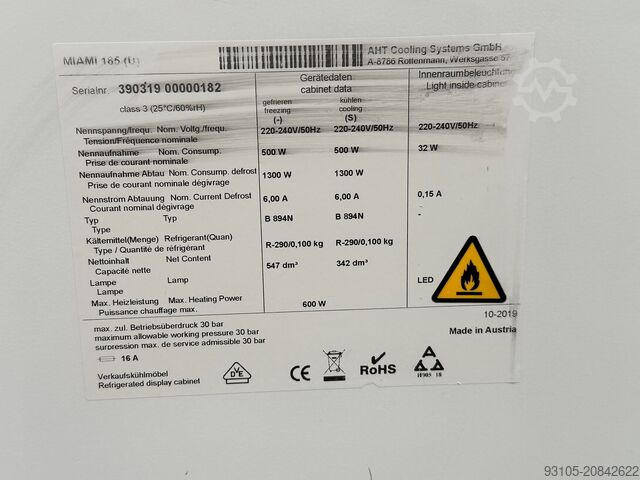 MIAMI 185 (U)
AHT Cooling Systems GmbH
A-8786 Rottenmann, Werksgasse 57
Serialnr. 390319 00000182
class 3 (25°C/60%rH)
Gerätedaten
cabinet data
Innenraumbeleuchtung
Light inside cabinet
gefrieren
freezing
(-)
kühlen
cooling
(S)
Nennspanng/frequ. Nom. Voltg./frequ. 220-240V/50Hz 220-240V/50Hz 220-240V/50Hz
Tension/Fréquence nominale
Nennaufnahme Nom. Consump. 500 W 500 W 32 W
Prise de courant nominale
Nennaufnahme Abtau Nom. Consump. defrost 1300 W 1300 W
Prise de courant nominal dégivrage
Nennstrom Abtauung Nom. Current Defrost 6,00 A 6,00 A 0,15 A
Courant nominal dégivrage
Typ Typ B 894N B 894N -
Typ
Kältemittel(Menge) Refrigerant(Quan) R-290/0,100 kg R-290/0,100 kg
Type / Quantité de réfrigérant
Nettoinhalt Net Content 547 dm³ 342 dm³
Capacité nette
Lampe Lamp LED
Lampe
Max. Heizleistung Max. Heating Power 600 W
Puissance chauffage max.
10-2019
max. zul. Betriebsüberdruck 30 bar
maximum allowable working pressure 30 bar
surpression max. de service admissible 30 bar
Made in Austria
16 A
Verkaufskühlmöbel
Refrigerated display cabinet
DVE
CE
RoHS
A A A
H905 18
93105-20842622